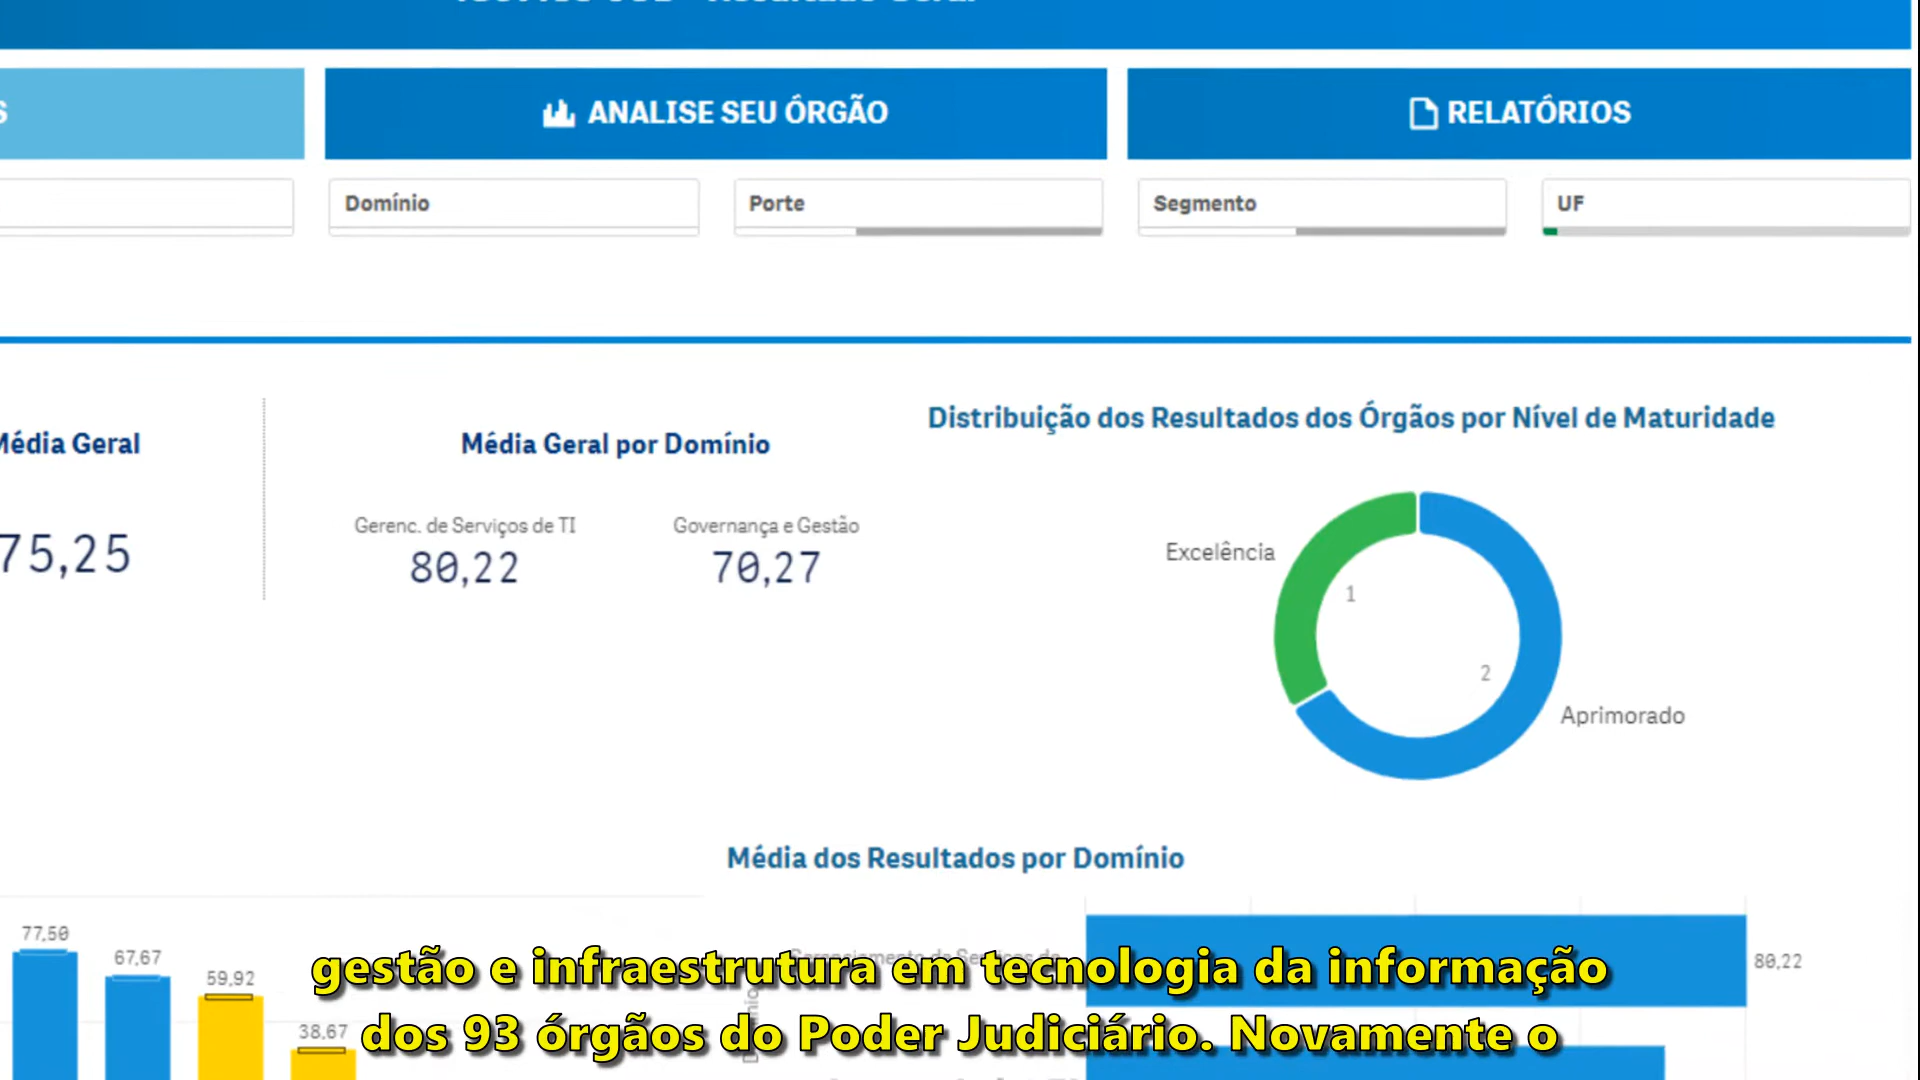 Resultado Geral
S
ANALISE SEU ÓRGÃO
RELATÓRIOS
Domínio
Porte
Segmento
UF
Média Geral
75,25
Média Geral por Domínio
Gerenc. de Serviços de TI
80,22
Governança e Gestão
70,27
Distribuição dos Resultados dos Órgãos por Nível de Maturidade
Excelência
1
2
Aprimorado
Média dos Resultados por Domínio
77,50
67,67
59,92
38,67
80,22
gestão e infraestrutura em tecnologia da informação
dos 93 órgãos do Poder Judiciário. Novamente o